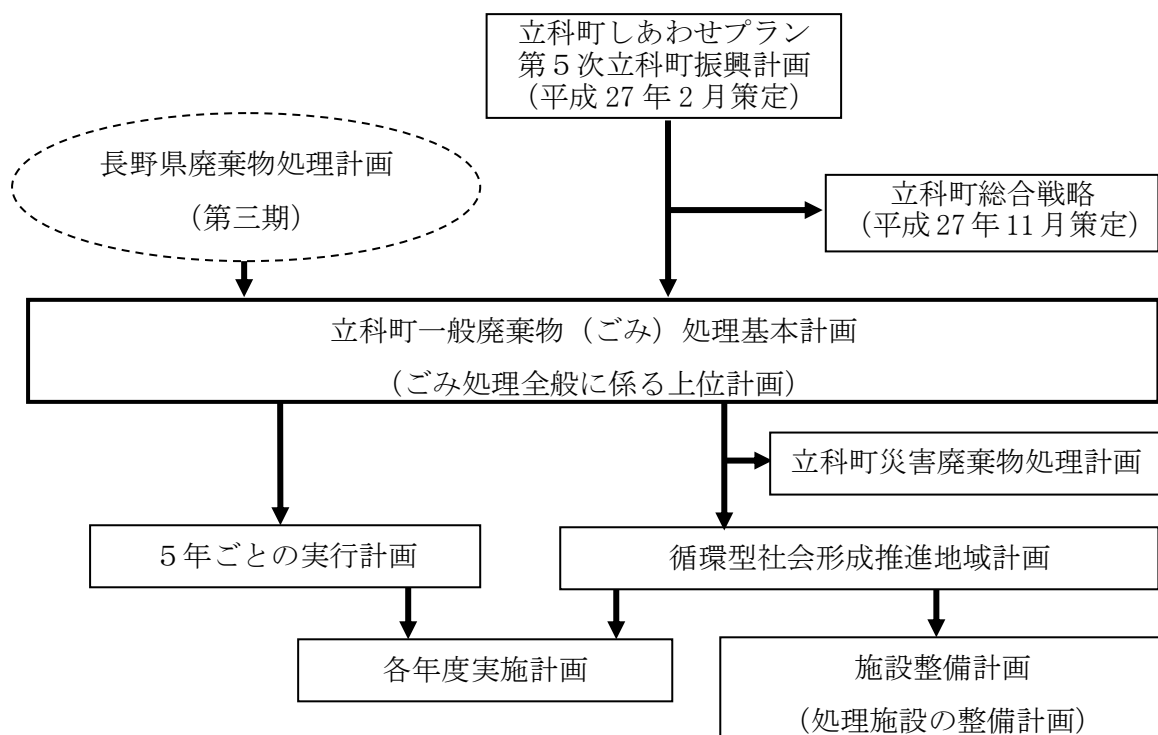 立科町しあわせプラン
第５次立科町振興計画
（平成 27 年 2 月策定）
長野県廃棄物処理計画
（第三期）
立科町総合戦略
（平成 27 年 11 月策定）
立科町一般廃棄物（ごみ）処理基本計画
（ごみ処理全般に係る上位計画）
立科町災害廃棄物処理計画
５年ごとの実行計画
循環型社会形成推進地域計画
各年度実施計画
施設整備計画
（処理施設の整備計画）